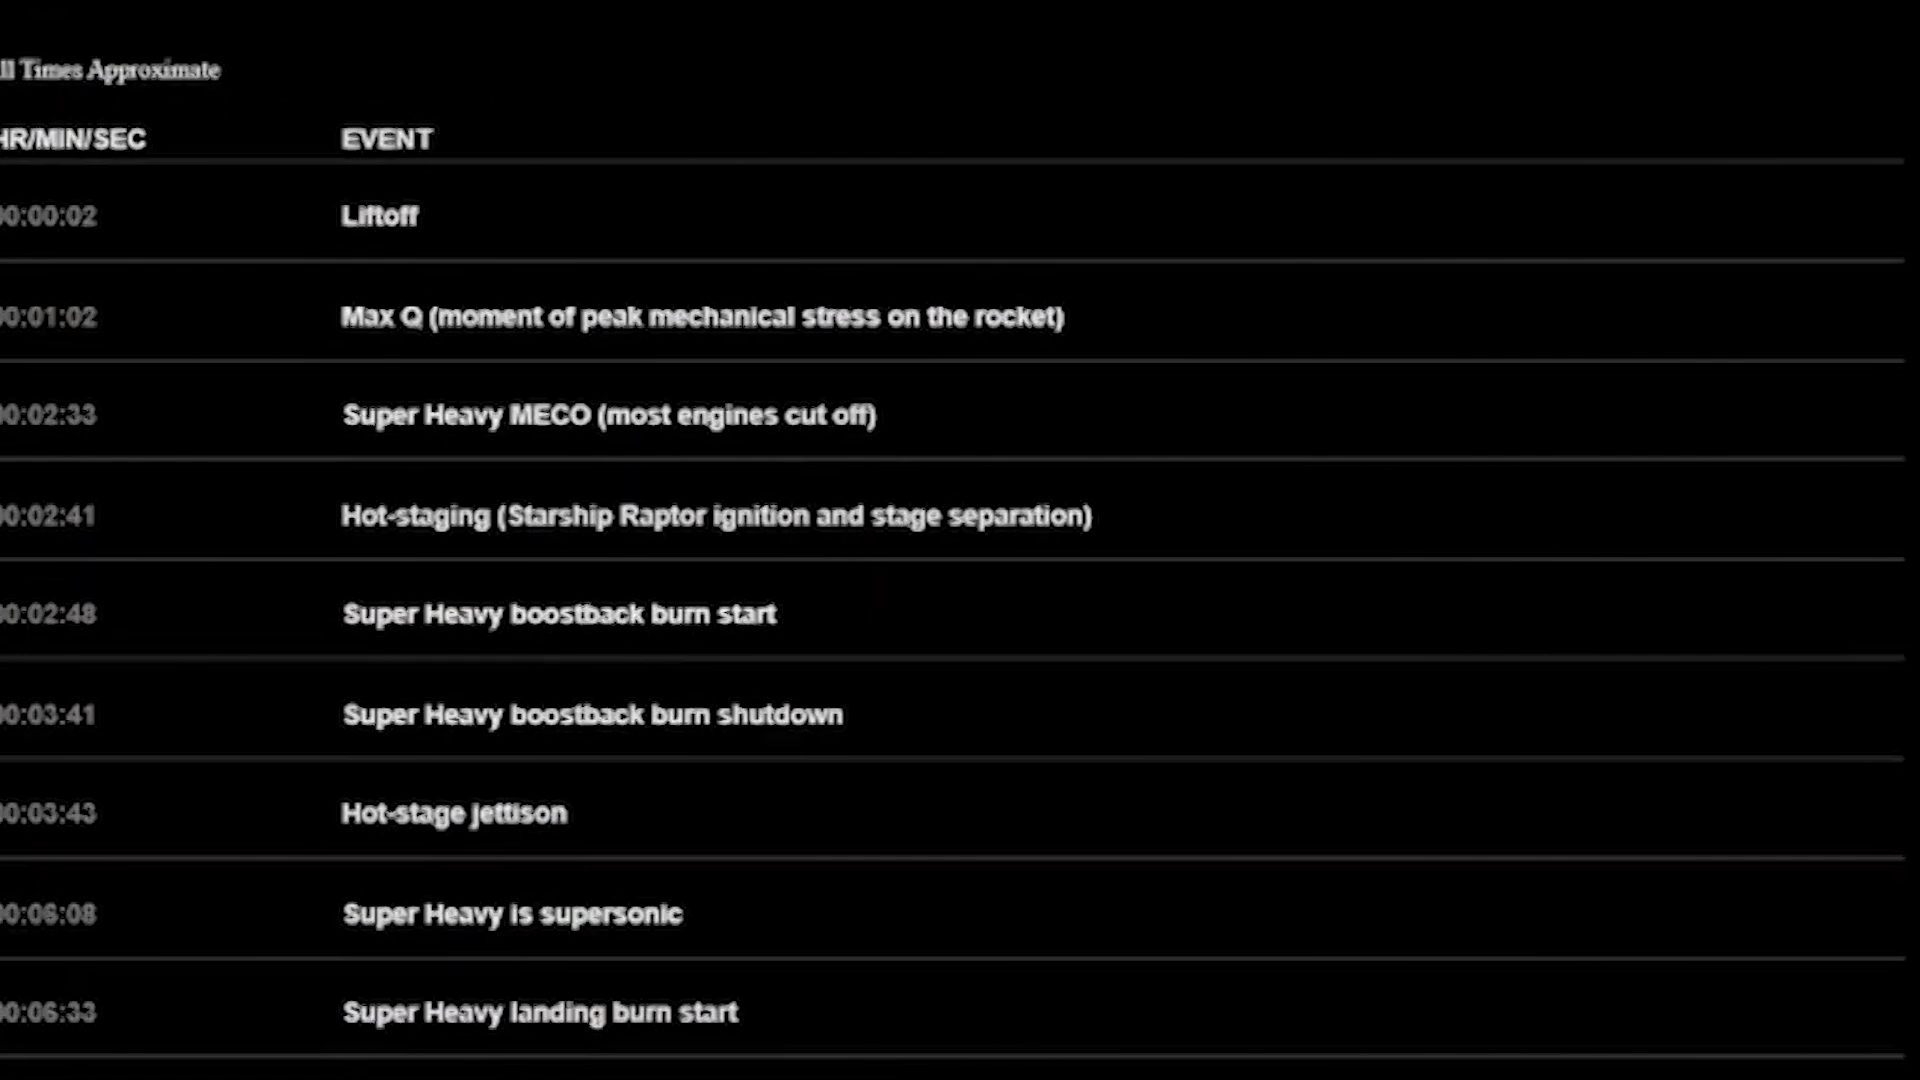 ll Times Approximate
HR/MIN/SEC EVENT
00:00:02 Liftoff
00:01:02 Max Q (moment of peak mechanical stress on the rocket)
00:02:33 Super Heavy MECO (most engines cut off)
00:02:41 Hot-staging (Starship Raptor ignition and stage separation)
00:02:48 Super Heavy boostback burn start
00:03:41 Super Heavy boostback burn shutdown
00:03:43 Hot-stage jettison
00:06:08 Super Heavy is supersonic
00:06:33 Super Heavy landing burn start